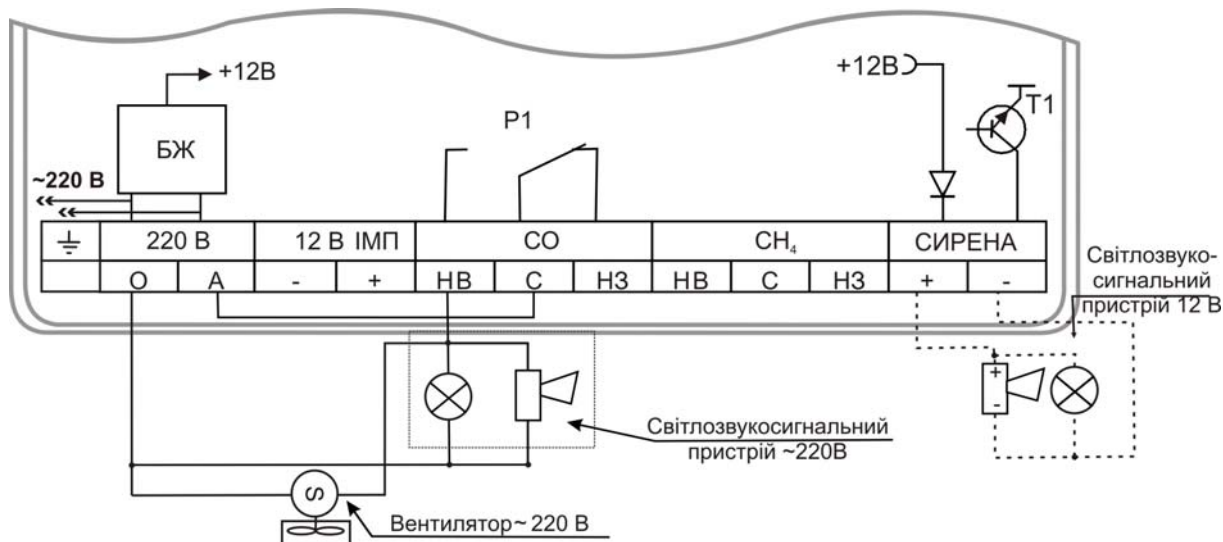 +12В
+12В
T1
P1
БЖ
~220 В
220 В
12 В ІМП
СО
CH₄
СИРЕНА
О
А
-
+
НВ
С
НЗ
НВ
С
НЗ
+
-
Світлозвуко-
сигнальний
пристрій 12 В
+
-
Світлозвукосигнальний
пристрій ~220В
S
Вентилятор~ 220 В